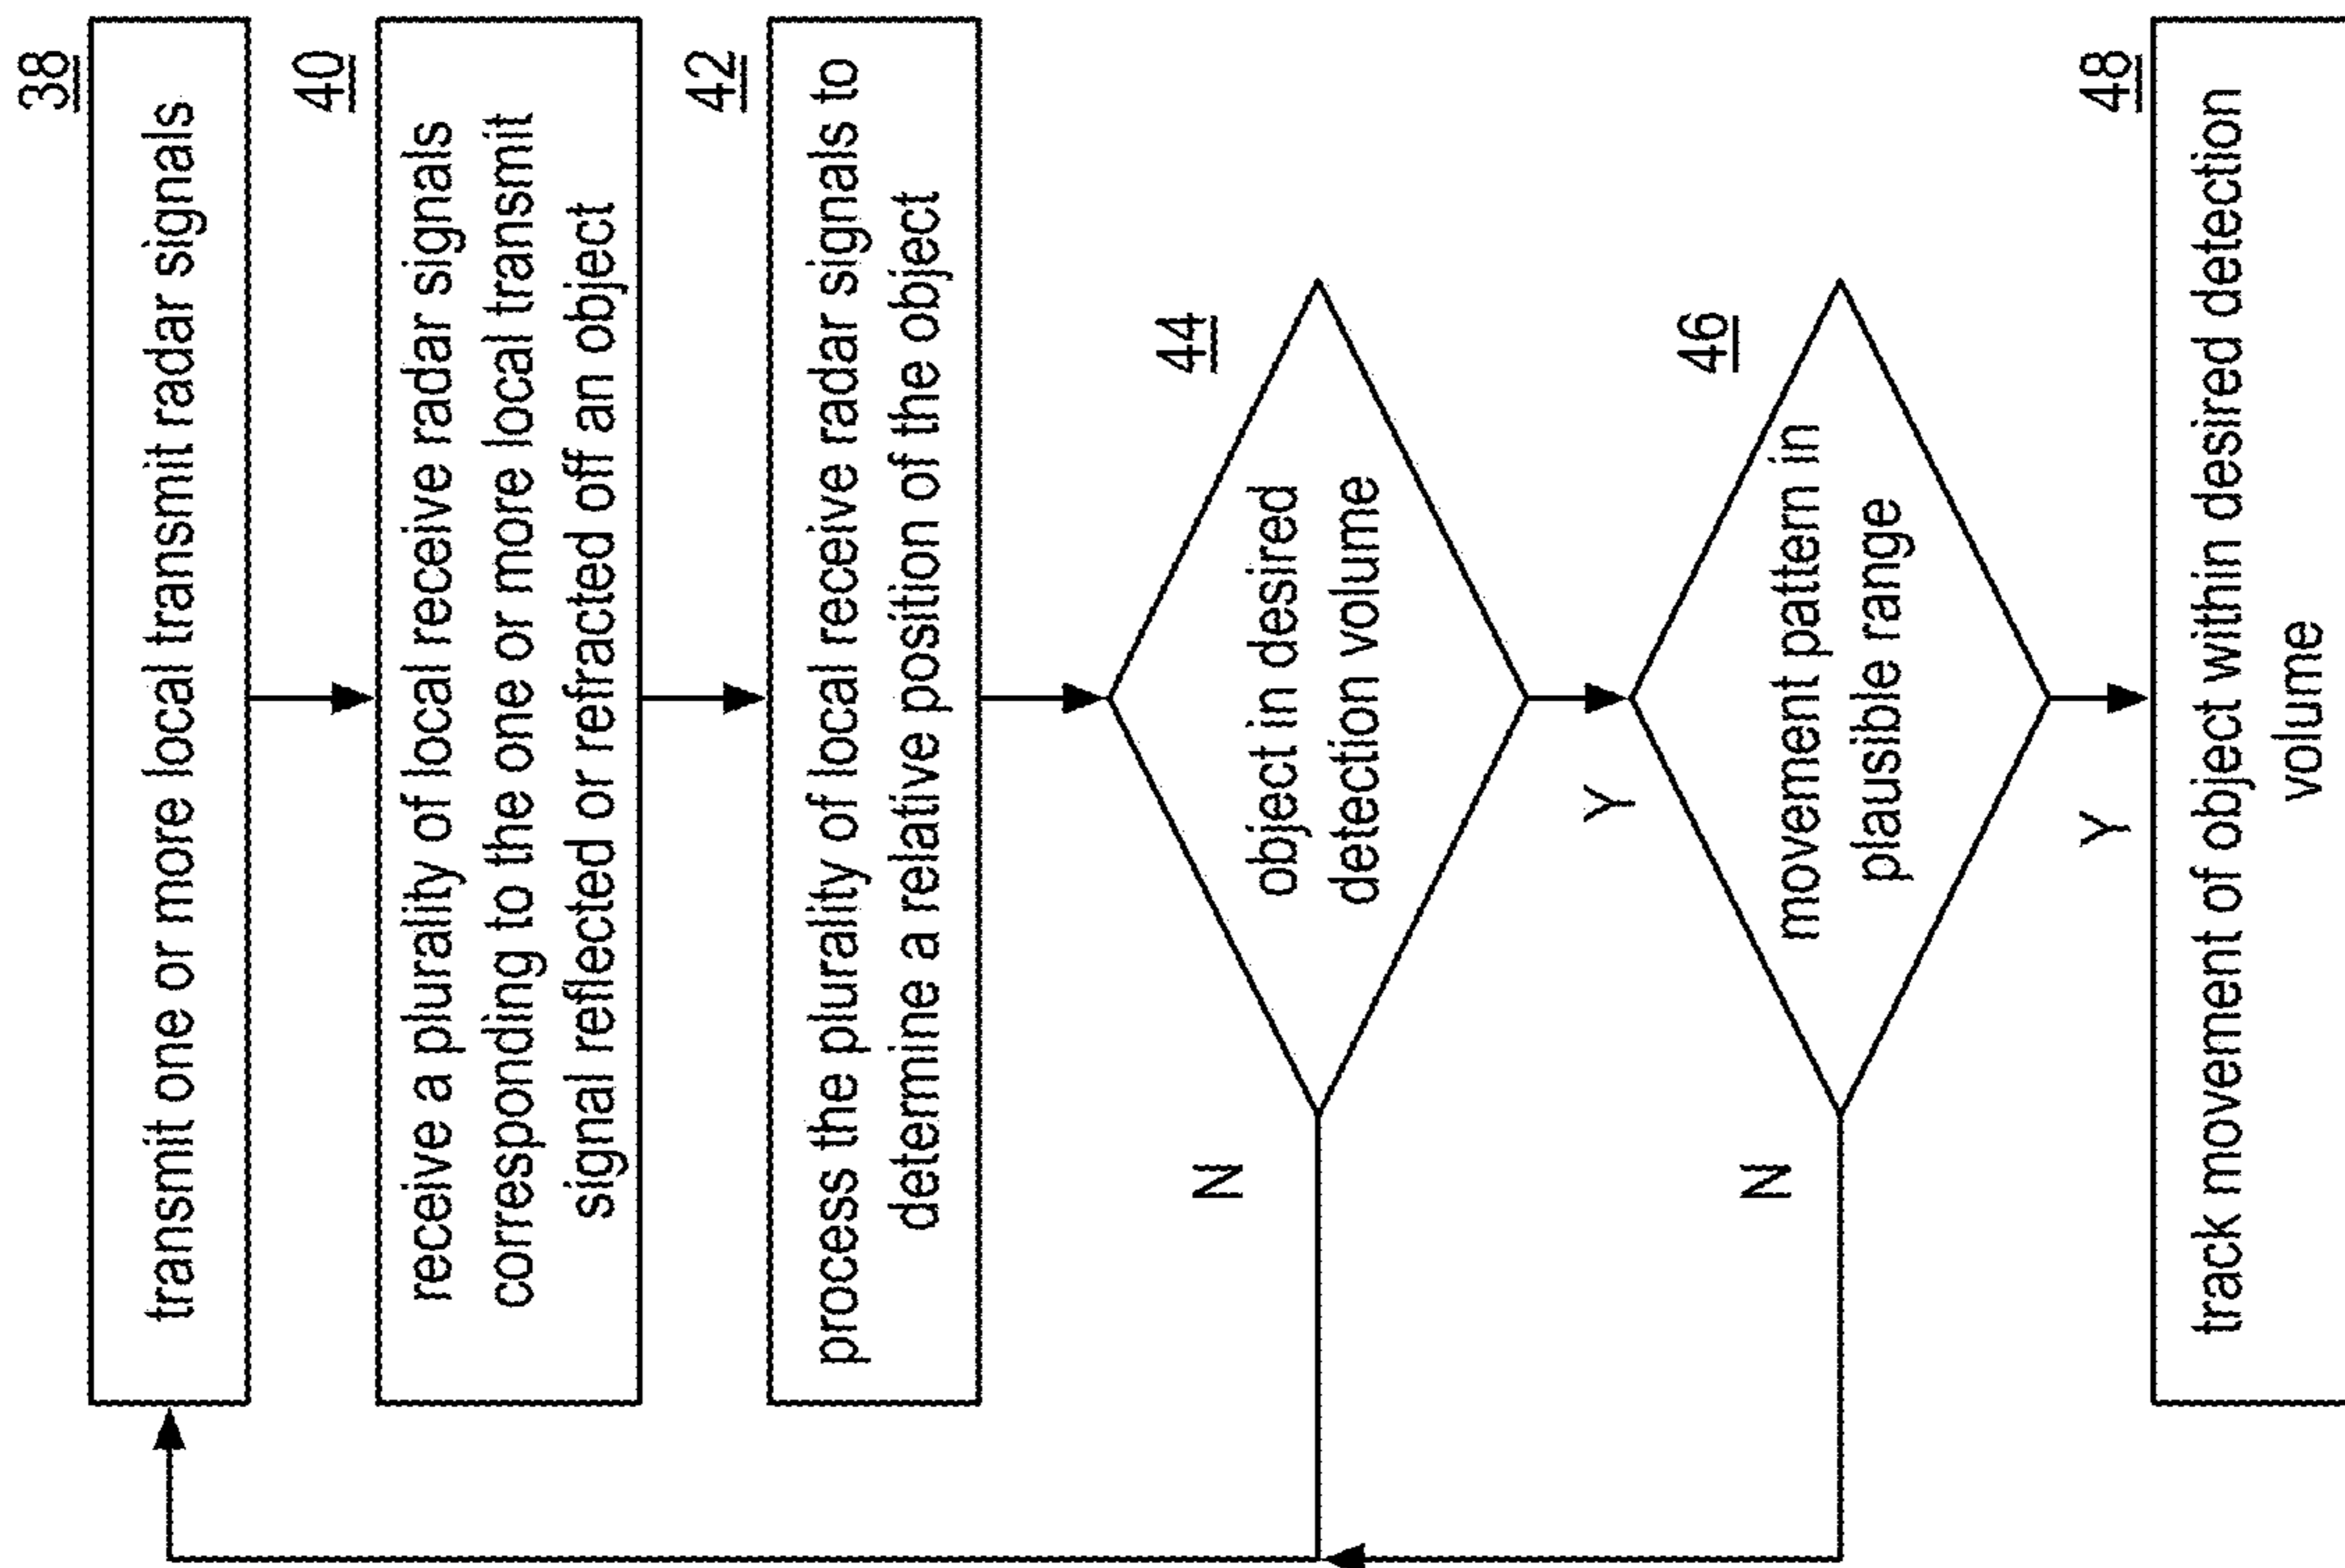 38
transmit one or more local transmit radar signals
40
receive a plurality of local receive radar signals
corresponding to the one or more local transmit
signal reflected or refracted off an object
42
process the plurality of local receive radar signals to
determine a relative position of the object
44
object in desired
detection volume
N
Y
46
movement pattern in
plausible range
N
Y
48
track movement of object within desired detection
volume